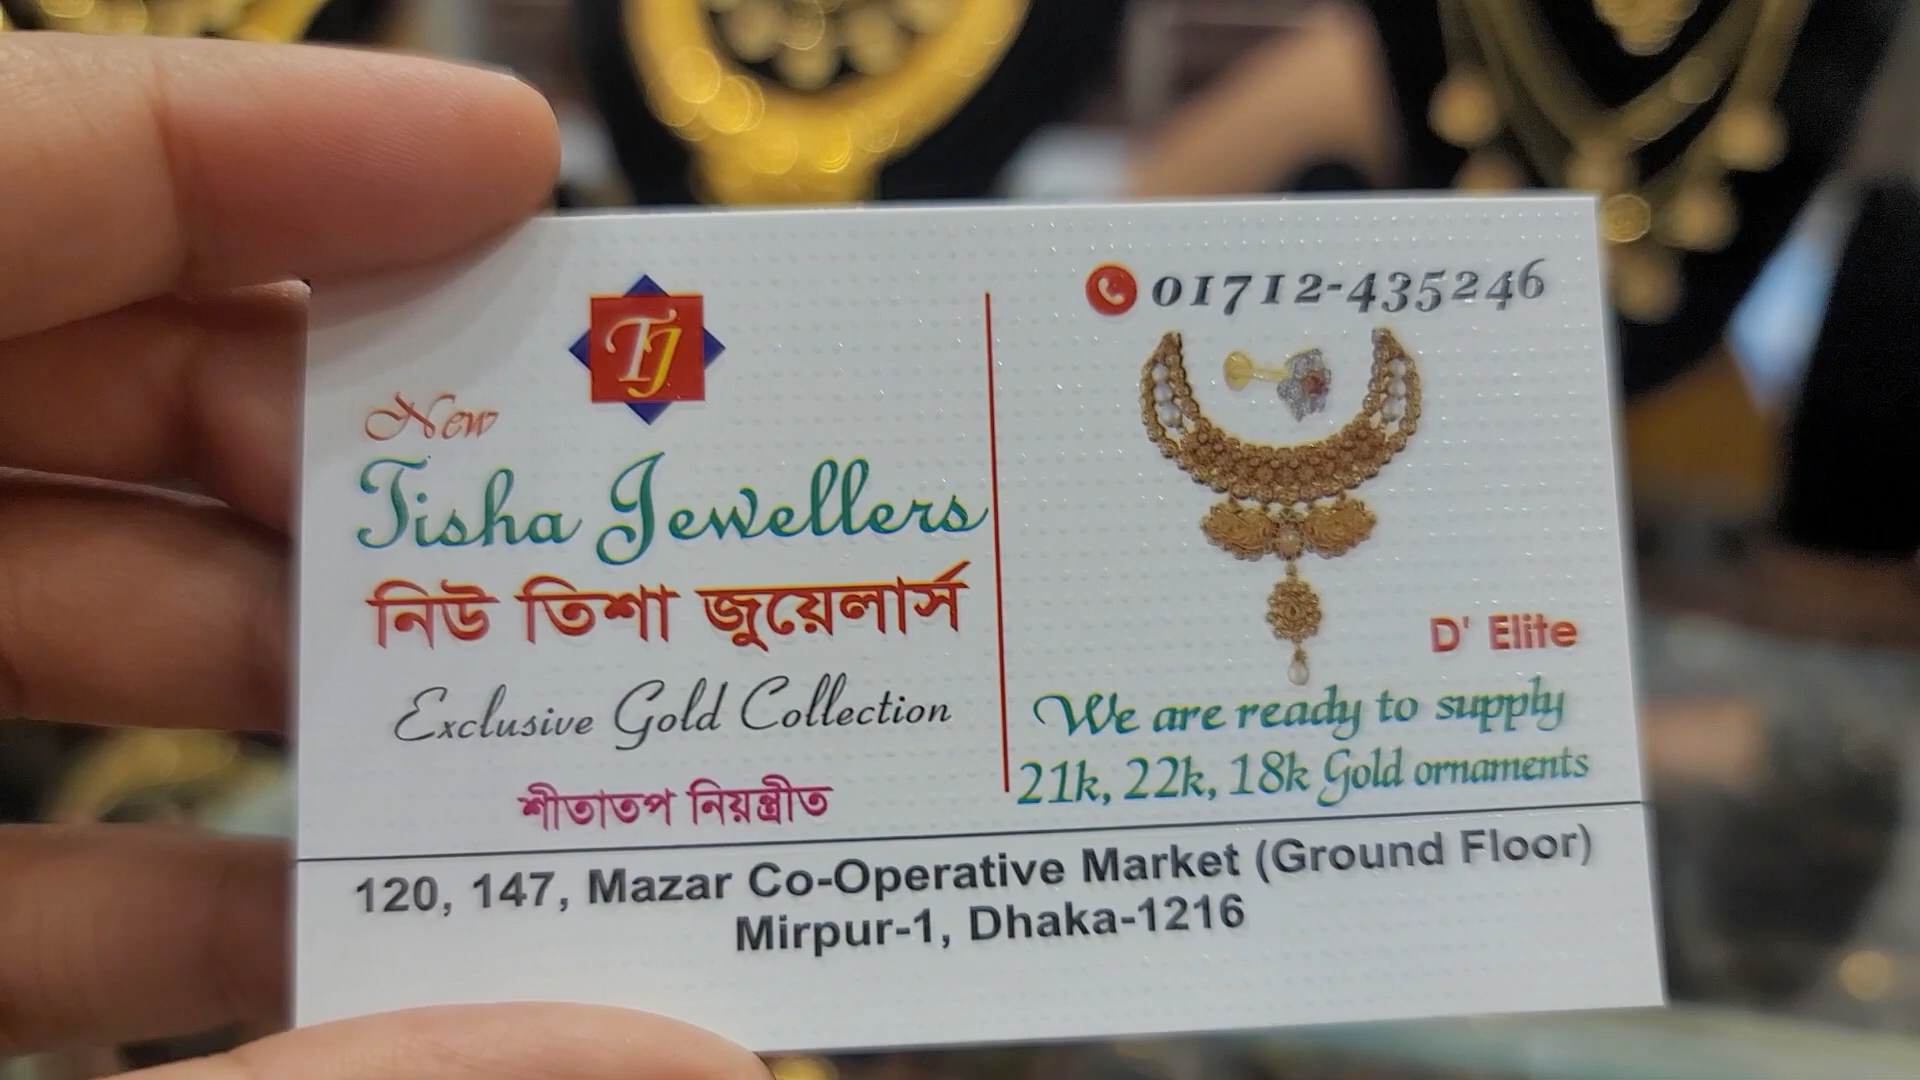 TJ
New
Tisha Jewellers
নিউ তিশা জুয়েলার্স
Exclusive Gold Collection
শীতাতপ নিয়ন্ত্রীত
01712-435246
D' Elite
We are ready to supply
21k, 22k, 18k Gold ornaments
120, 147, Mazar Co-Operative Market (Ground Floor)
Mirpur-1, Dhaka-1216